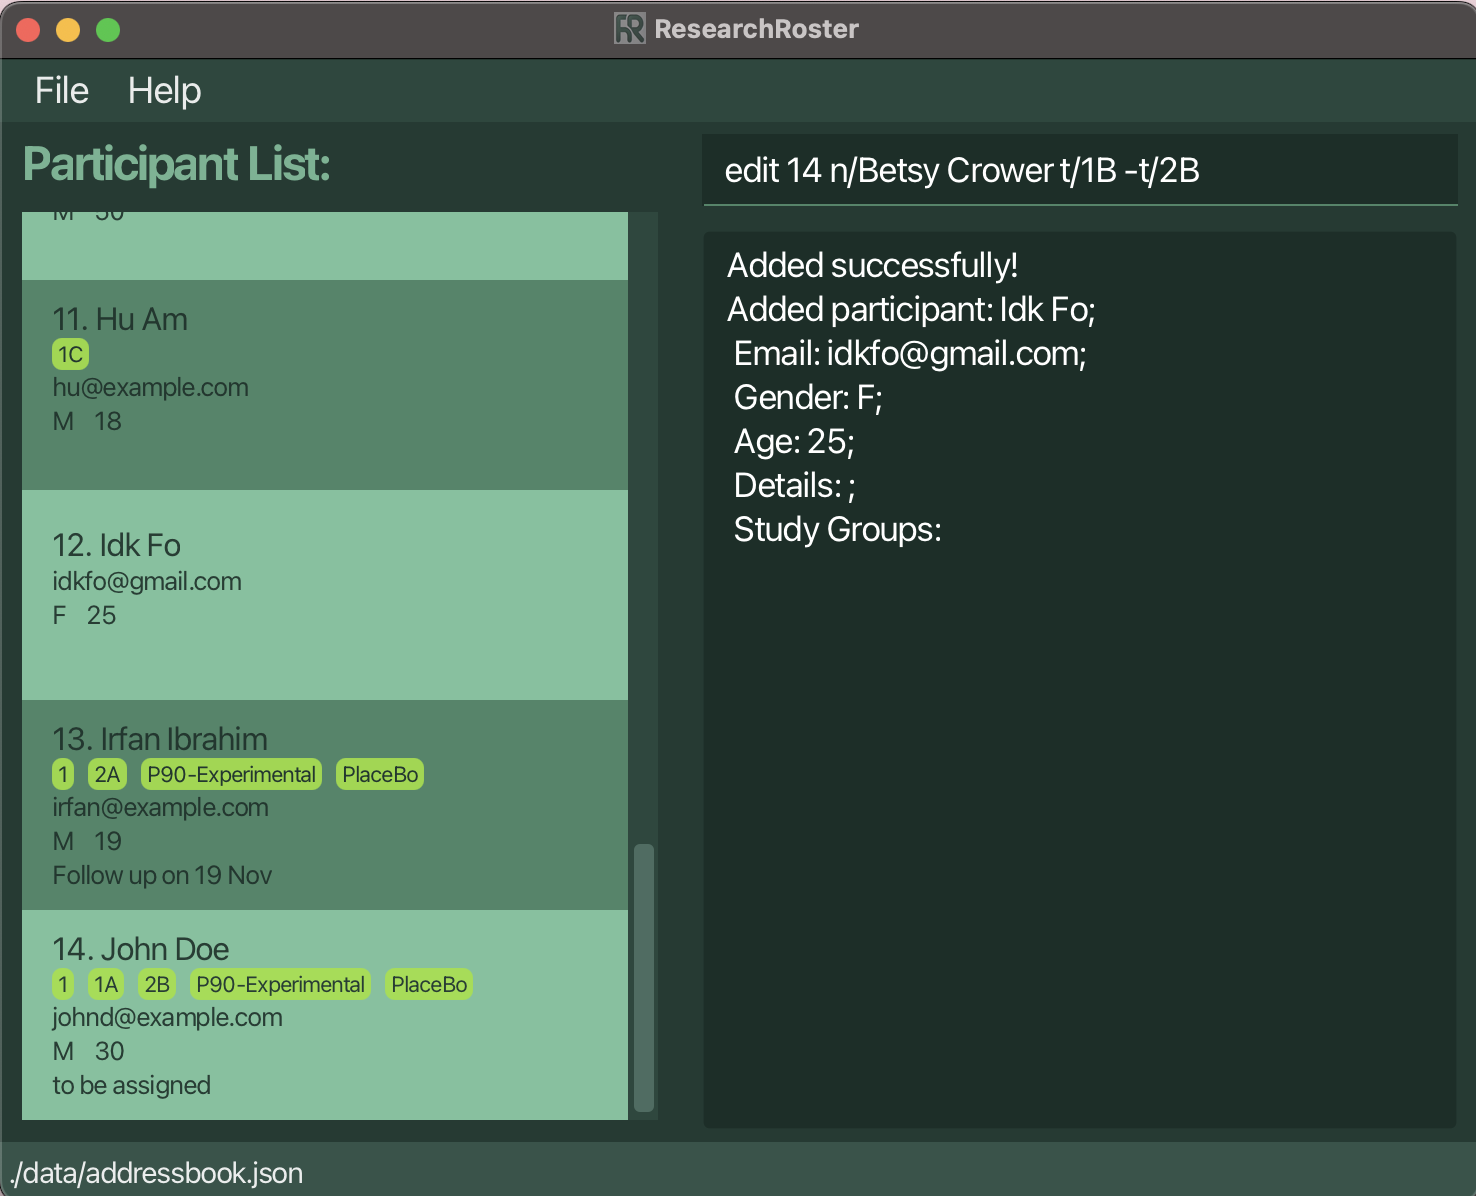 ResearchRoster
File Help
Participant List:
M 30
11. Hu Am
1C
hu@example.com
M 18
12. Idk Fo
idkfo@gmail.com
F 25
13. Irfan Ibrahim
1 2A P90-Experimental PlaceBo
irfan@example.com
M 19
Follow up on 19 Nov
14. John Doe
1 1A 2B P90-Experimental PlaceBo
johnd@example.com
M 30
to be assigned
edit 14 n/Betsy Crower t/1B -t/2B
Added successfully!
Added participant: Idk Fo;
Email: idkfo@gmail.com;
Gender: F;
Age: 25;
Details: ;
Study Groups:
./data/addressbook.json